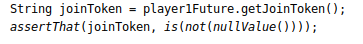 String joinToken = player1Future.getJoinToken();
assertThat(joinToken, is(not(nullValue())));